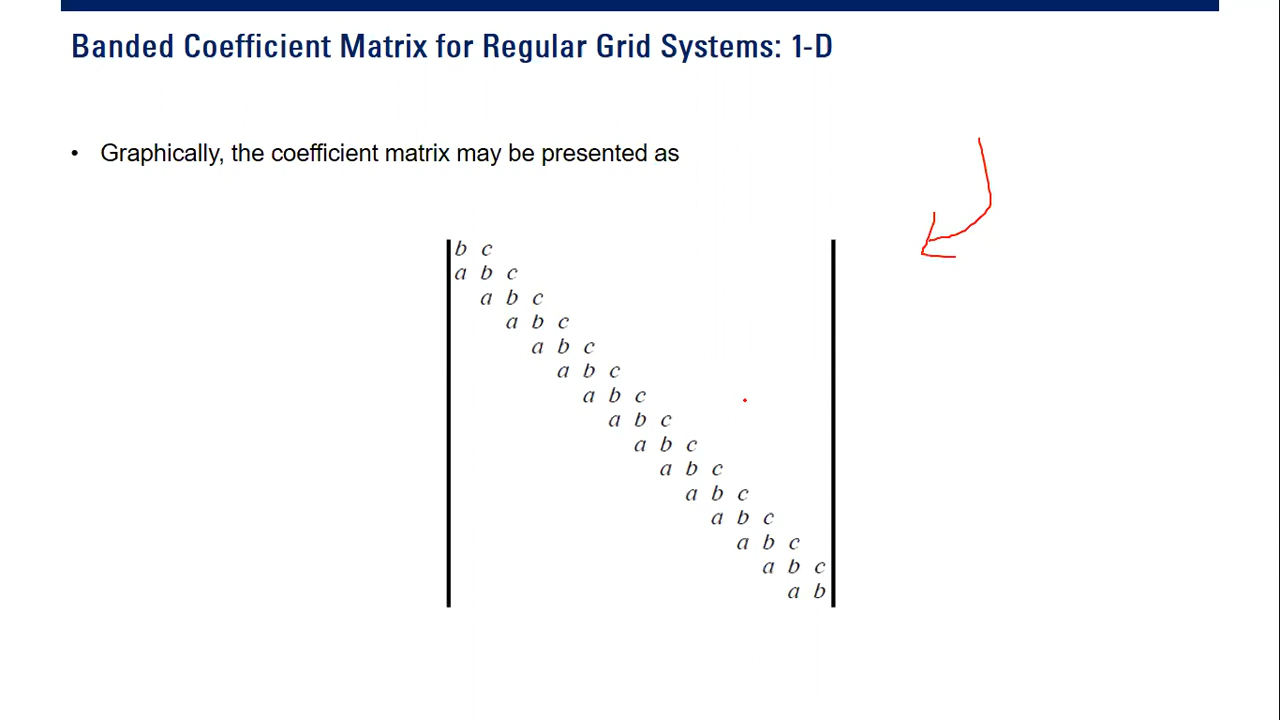 Banded Coefficient Matrix for Regular Grid Systems: 1-D
• Graphically, the coefficient matrix may be presented as
b c
a b c
a b c
a b c
a b c
a b c
a b c
a b c
a b c
a b c
a b c
a b c
a b c
a b c
a b